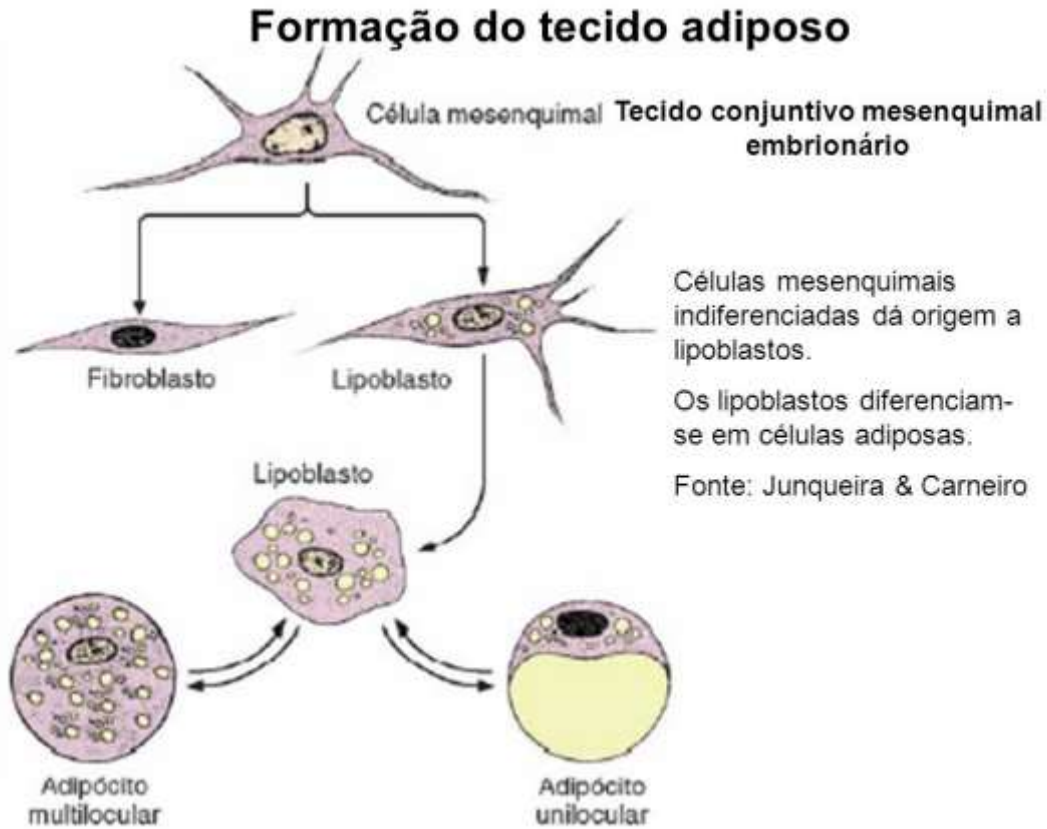 Formação do tecido adiposo
Célula mesenquimal
Tecido conjuntivo mesenquimal
embrionário
Fibroblasto
Lipoblasto
Células mesenquimais
indiferenciadas dá origem a
lipoblastos.
Os lipoblastos diferenciam-
se em células adiposas.
Fonte: Junqueira & Carneiro
Lipoblasto
Adipócito
multilocular
Adipócito
unilocular